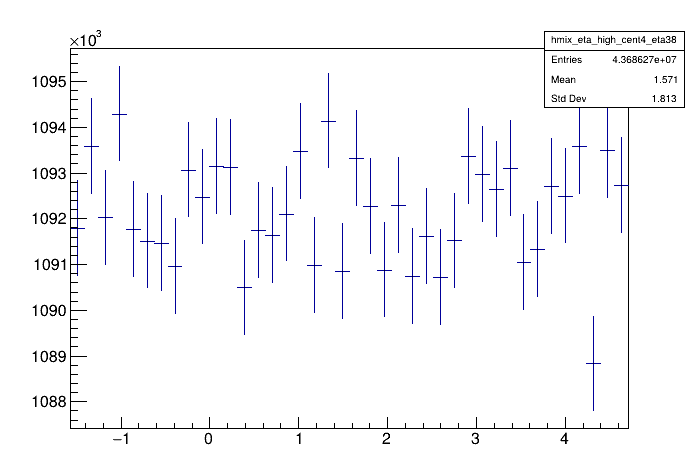 ×10³
hmix_eta_high_cent4_eta38
Entries 4.368627e+07
Mean 1.571
Std Dev 1.813
1095
1094
1093
1092
1091
1090
1089
1088
−1 0 1 2 3 4